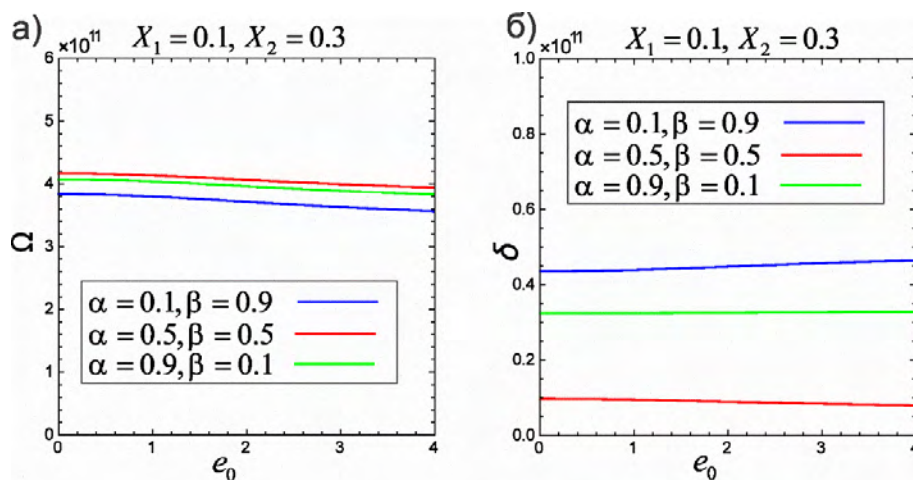 а)
×10¹¹
X₁ = 0.1, X₂ = 0.3
6
5
4
3
2
1
0
Ω
α = 0.1, β = 0.9
α = 0.5, β = 0.5
α = 0.9, β = 0.1
0 1 2 3 4
e₀
б)
×10¹¹
X₁ = 0.1, X₂ = 0.3
1.0
0.8
0.6
0.4
0.2
0.0
δ
α = 0.1, β = 0.9
α = 0.5, β = 0.5
α = 0.9, β = 0.1
0 1 2 3 4
e₀